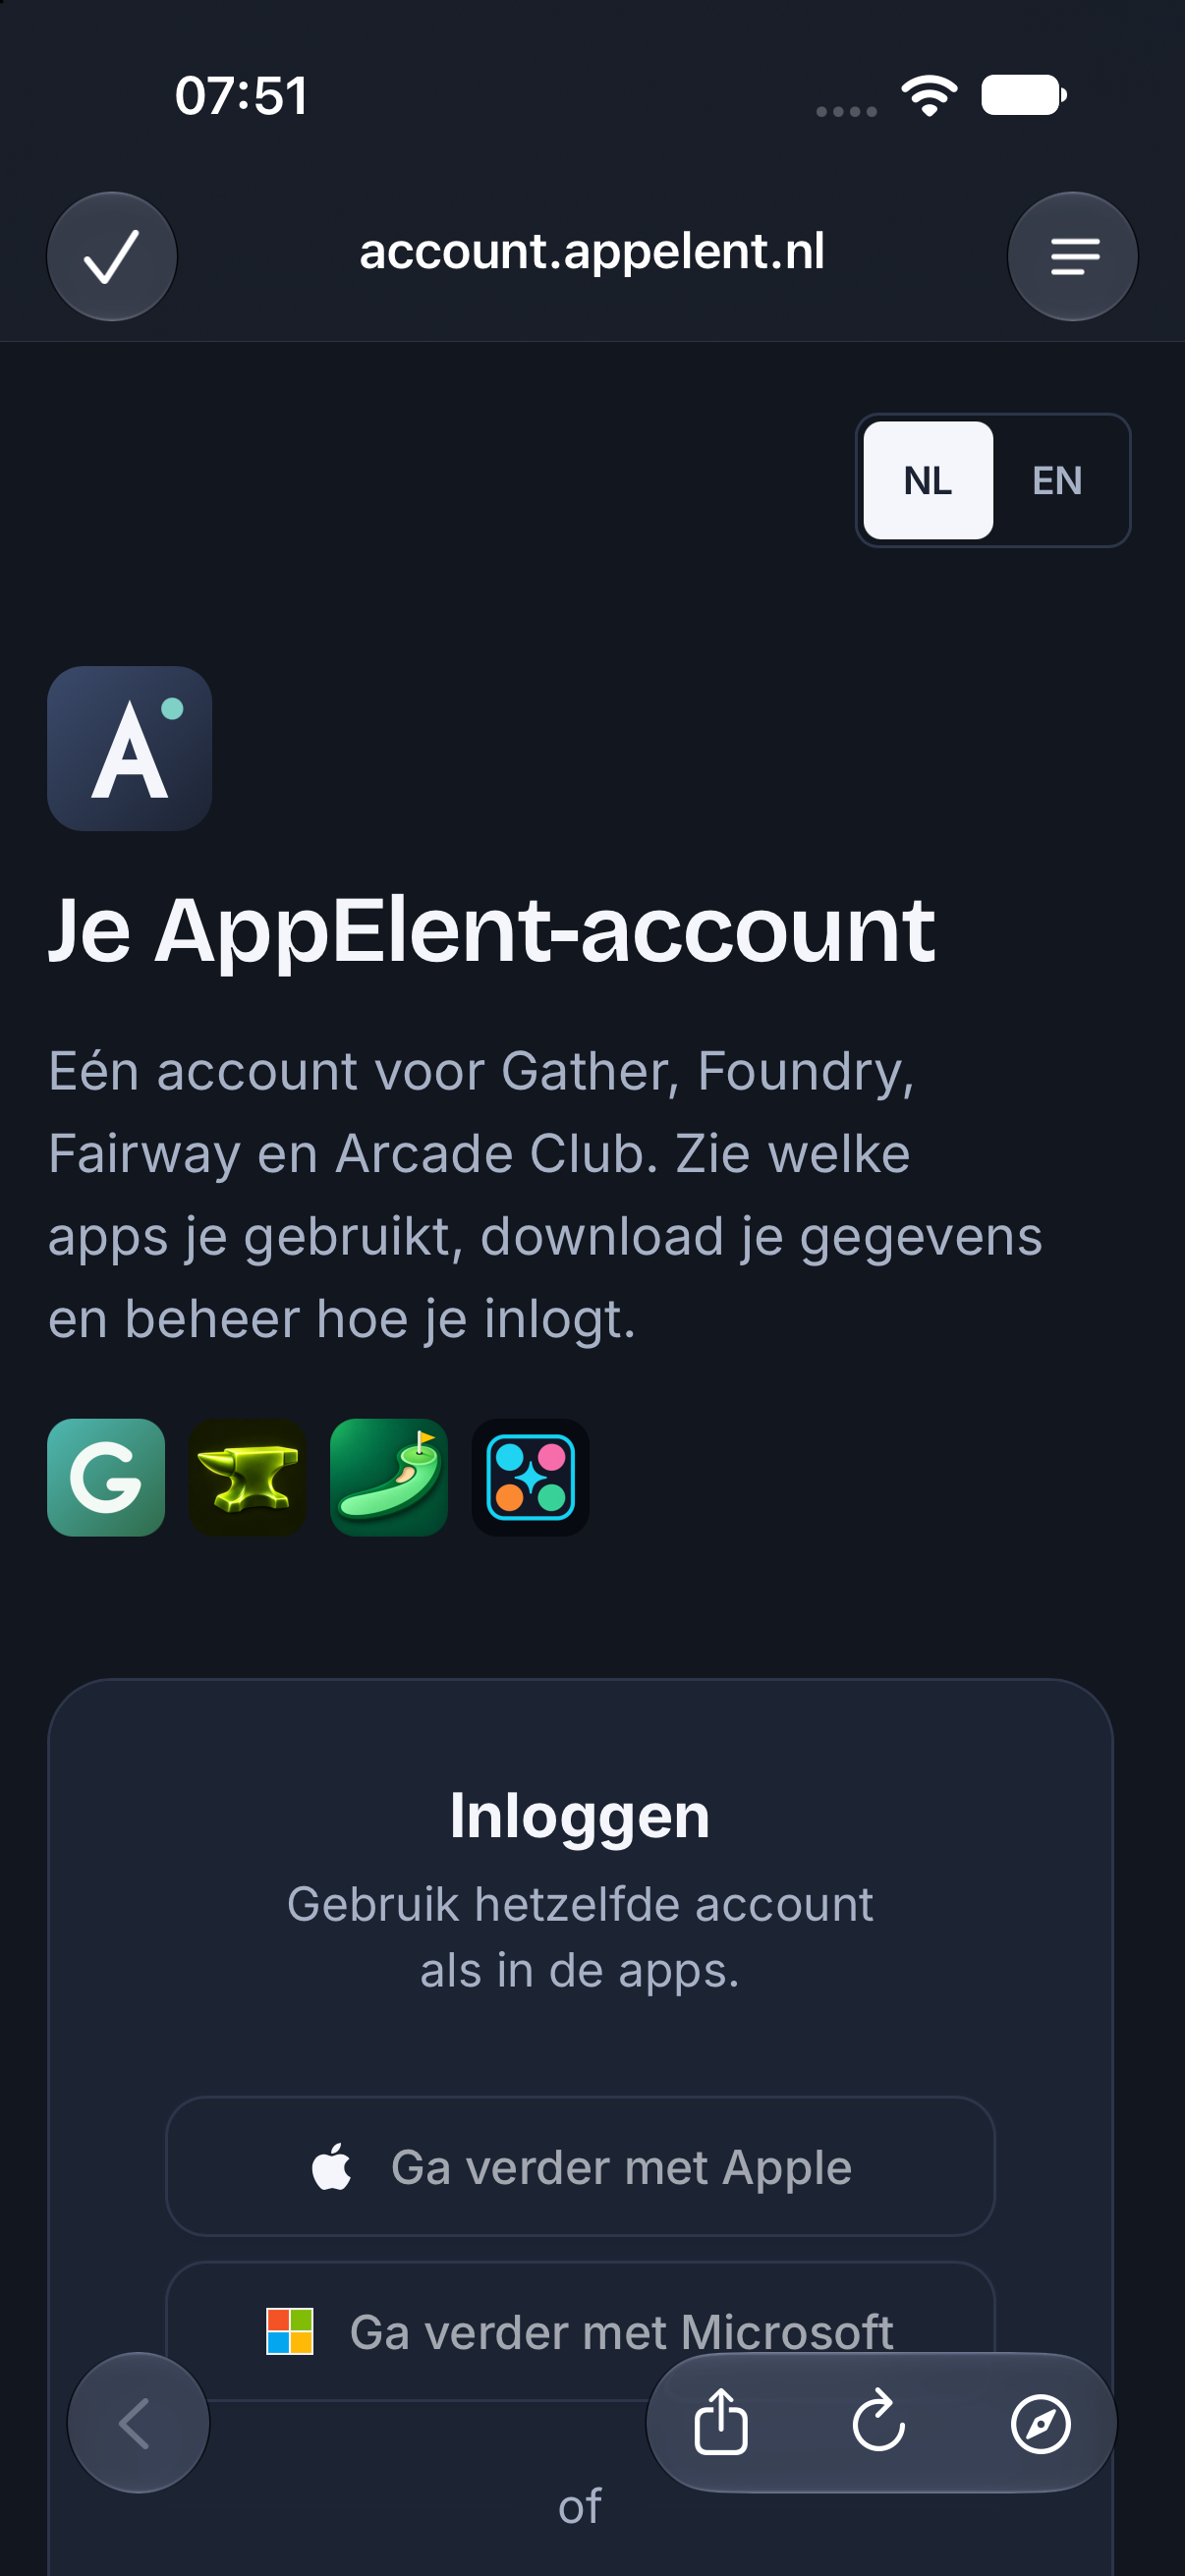 07:51
account.appelent.nl
NL EN
A
Je AppElent-account
Eén account voor Gather, Foundry,
Fairway en Arcade Club. Zie welke
apps je gebruikt, download je gegevens
en beheer hoe je inlogt.
G
Inloggen
Gebruik hetzelfde account
als in de apps.
Ga verder met Apple
Ga verder met Microsoft
of